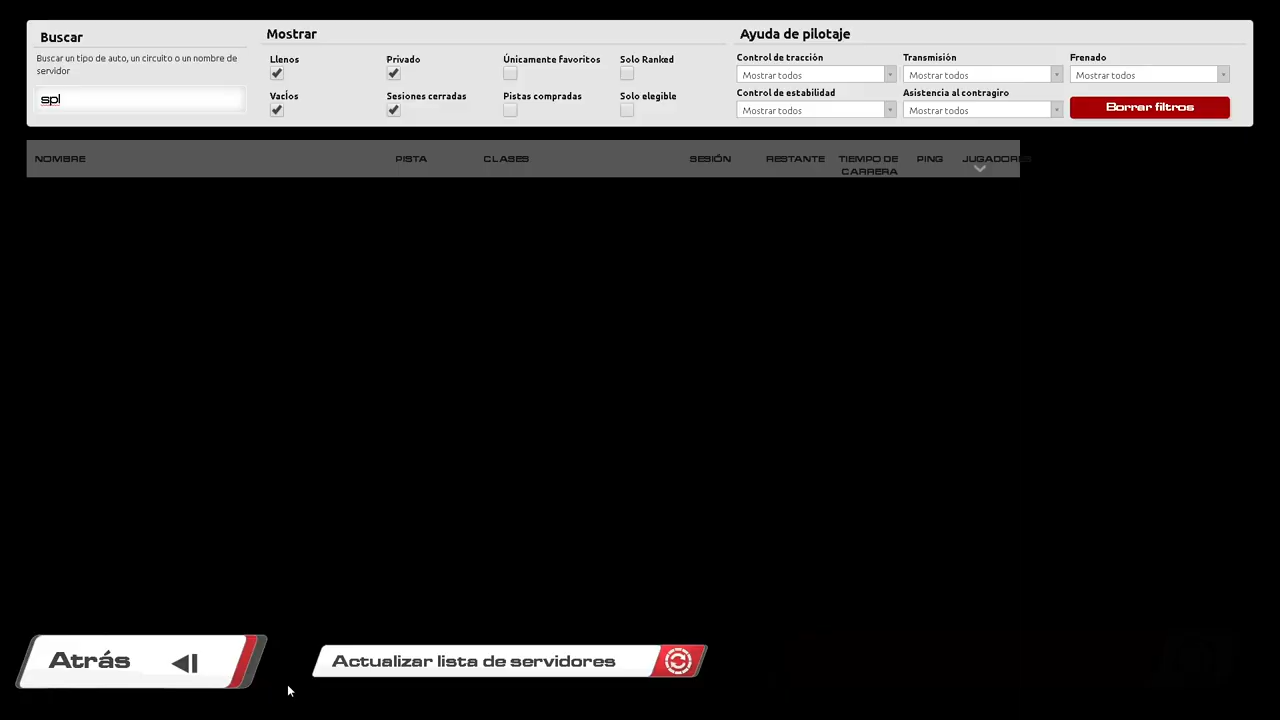 Buscar
Buscar un tipo de auto, un circuito o un nombre de
servidor
spl
Mostrar
Llenos
Privado
Únicamente favoritos
Solo Ranked
Vacíos
Sesiones cerradas
Pistas compradas
Solo elegible
Ayuda de pilotaje
Control de tracción
Transmisión
Frenado
Mostrar todos
Mostrar todos
Mostrar todos
Control de estabilidad
Asistencia al contragiro
Mostrar todos
Mostrar todos
Borrar filtros
NOMBRE
PISTA
CLASES
SESIÓN
RESTANTE
TIEMPO DE
CARRERA
PING
JUGADORES
Atrás
Actualizar lista de servidores